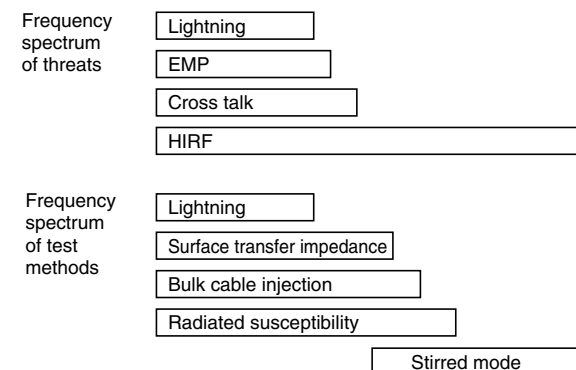 Frequency
spectrum
of threats
Lightning
EMP
Cross talk
HIRF
Frequency
spectrum
of test
methods
Lightning
Surface transfer impedance
Bulk cable injection
Radiated susceptibility
Stirred mode